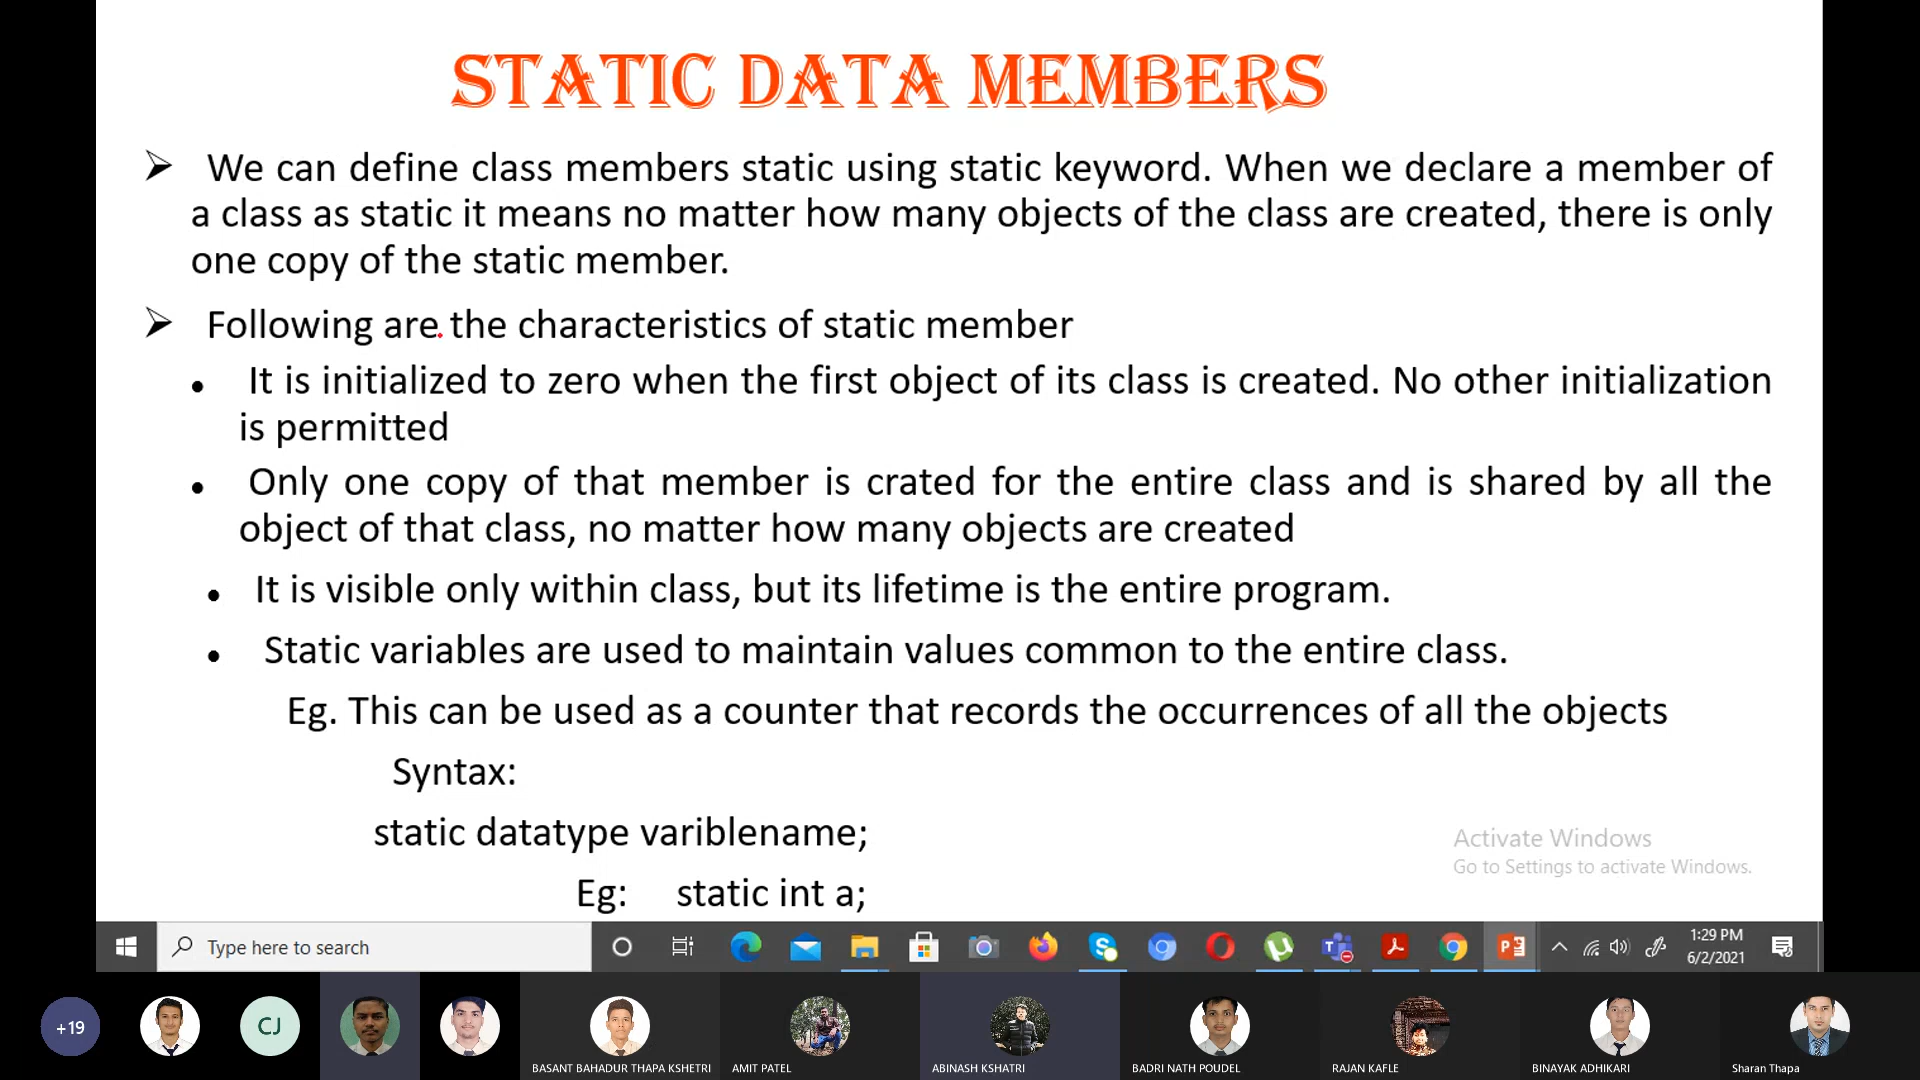 STATIC DATA MEMBERS
We can define class members static using static keyword. When we declare a member of
a class as static it means no matter how many objects of the class are created, there is only
one copy of the static member.
Following are the characteristics of static member
It is initialized to zero when the first object of its class is created. No other initialization
is permitted
Only one copy of that member is crated for the entire class and is shared by all the
object of that class, no matter how many objects are created
It is visible only within class, but its lifetime is the entire program.
Static variables are used to maintain values common to the entire class.
Eg. This can be used as a counter that records the occurrences of all the objects
Syntax:
static datatype variblename;
Eg: static int a;
Activate Windows
Go to Settings to activate Windows.
Type here to search
1:29 PM
6/2/2021
+19
CJ
BASANT BAHADUR THAPA KSHETRI
AMIT PATEL
ABINASH KSHATRI
BADRI NATH POUDEL
RAJAN KAFLE
BINAYAK ADHIKARI
Sharan Thapa